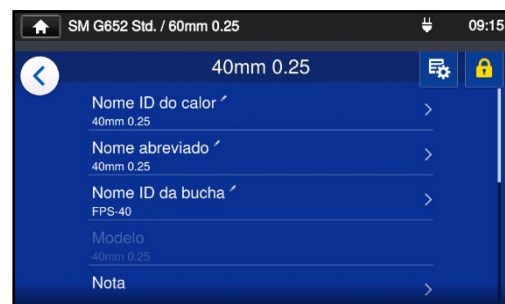 SM G652 Std. / 60mm 0.25 09:15
40mm 0.25
Nome ID do calor
40mm 0.25
Nome abreviado
40mm 0.25
Nome ID da bucha
FPS-40
Modelo
40mm 0.25
Nota